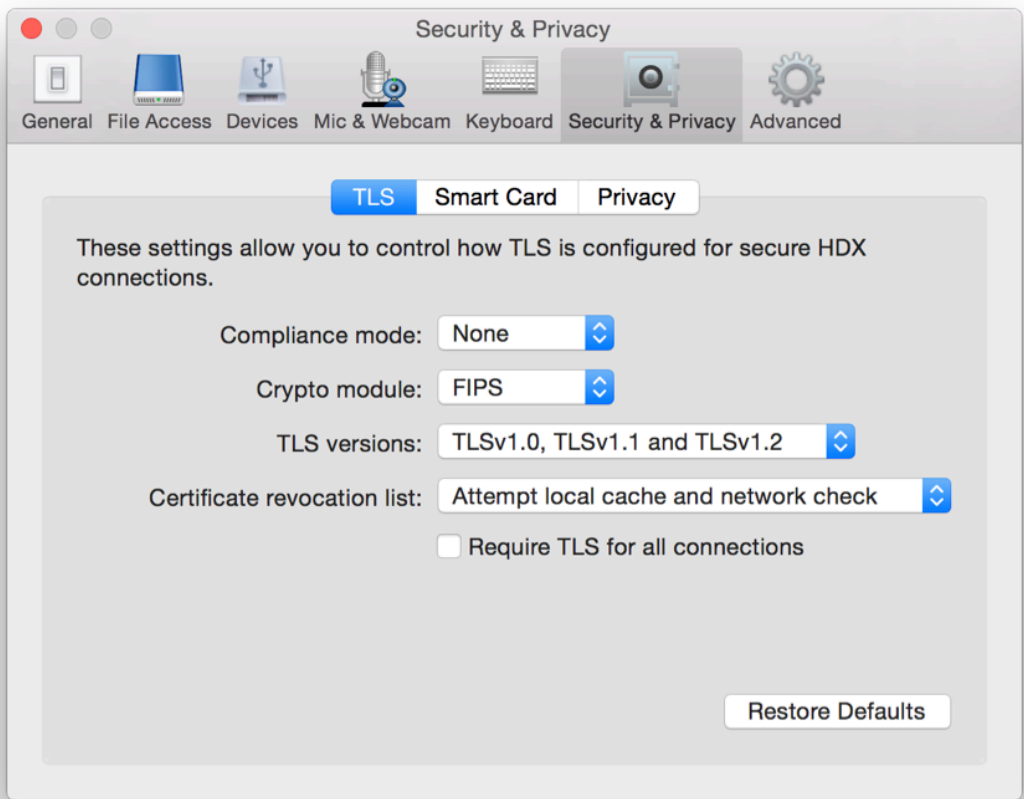 Security & Privacy
General File Access Devices Mic & Webcam Keyboard Security & Privacy Advanced
TLS Smart Card Privacy
These settings allow you to control how TLS is configured for secure HDX
connections.
Compliance mode: None
Crypto module: FIPS
TLS versions: TLSv1.0, TLSv1.1 and TLSv1.2
Certificate revocation list: Attempt local cache and network check
Require TLS for all connections
Restore Defaults